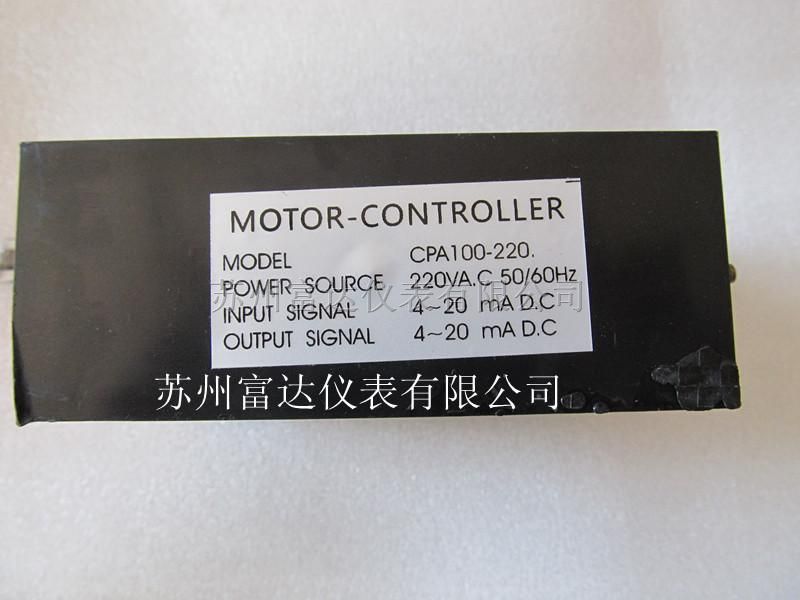 MOTOR-CONTROLLER
MODEL CPA100-220.
POWER SOURCE 220VA.C 50/60Hz
苏州富达仪表有限公司
INPUT SIGNAL 4~20 mA D.C
OUTPUT SIGNAL 4~20 mA D.C
苏州富达仪表有限公司